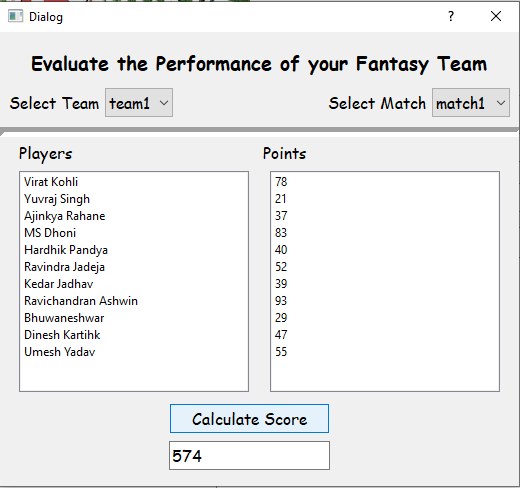 Dialog
Evaluate the Performance of your Fantasy Team
Select Team team1 Select Match match1
Players Points
Virat Kohli 78
Yuvraj Singh 21
Ajinkya Rahane 37
MS Dhoni 83
Hardhik Pandya 40
Ravindra Jadeja 52
Kedar Jadhav 39
Ravichandran Ashwin 93
Bhuwaneshwar 29
Dinesh Kartihk 47
Umesh Yadav 55
Calculate Score
574